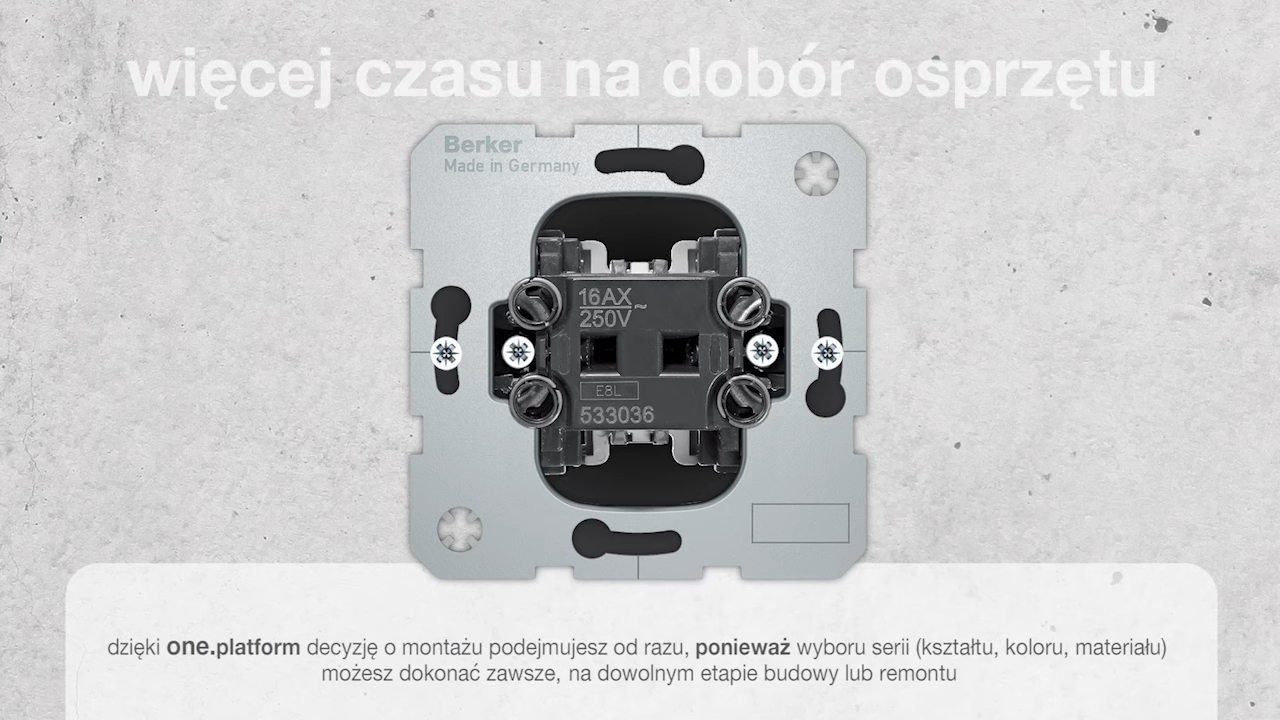 więcej czasu na dobór osprzętu
Berker
Made in Germany
16AX
250V~
E8L
533036
dzięki one.platform decyzję o montażu podejmujesz od razu, ponieważ wyboru serii (kształtu, koloru, materiału)
możesz dokonać zawsze, na dowolnym etapie budowy lub remontu